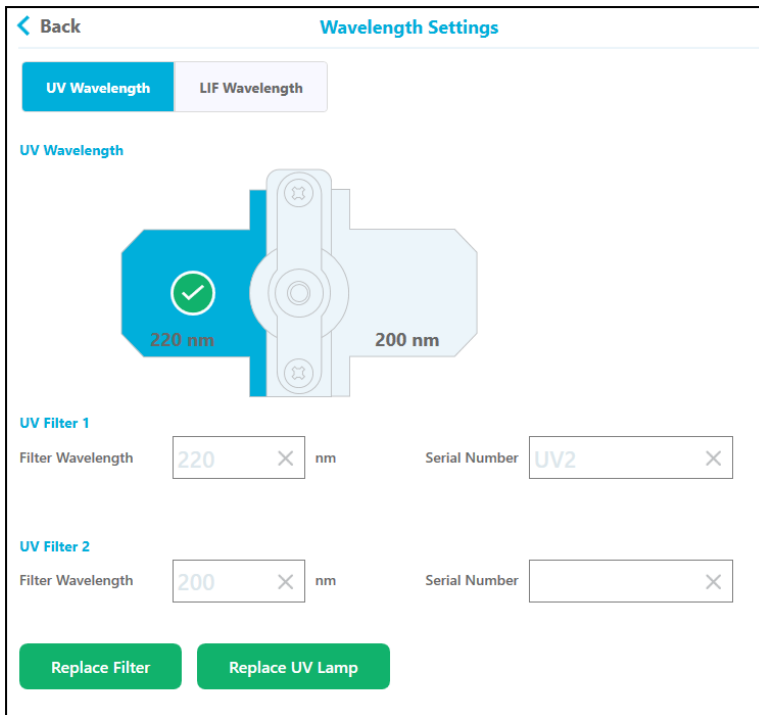 Back
Wavelength Settings
UV Wavelength
LIF Wavelength
UV Wavelength
220 nm
200 nm
UV Filter 1
Filter Wavelength 220 nm Serial Number UV2
UV Filter 2
Filter Wavelength 200 nm Serial Number
Replace Filter
Replace UV Lamp